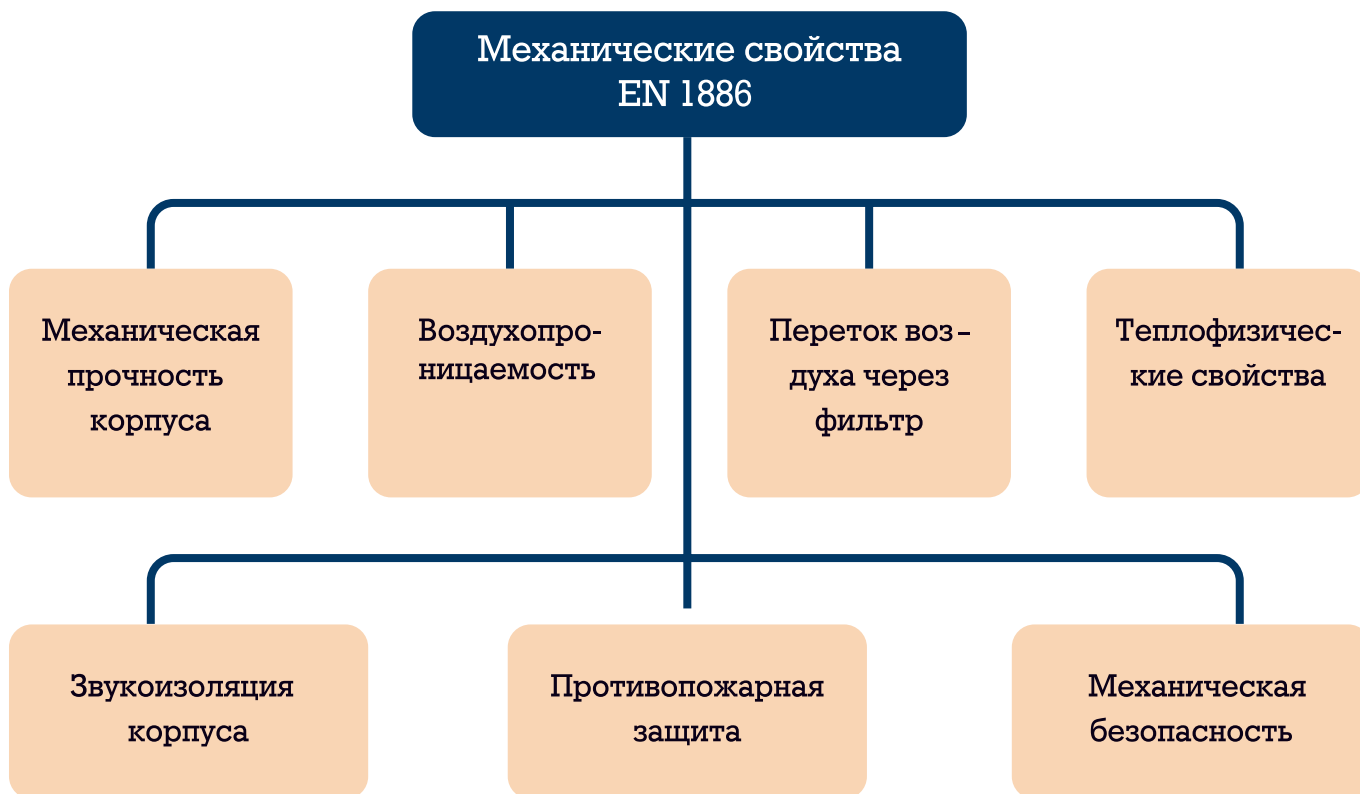 Механические свойства
EN 1886
Механическая
прочность
корпуса
Воздухопро-
ницаемость
Переток воз-
духа через
фильтр
Теплофизичес-
кие свойства
Звукоизоляция
корпуса
Противопожарная
защита
Механическая
безопасность